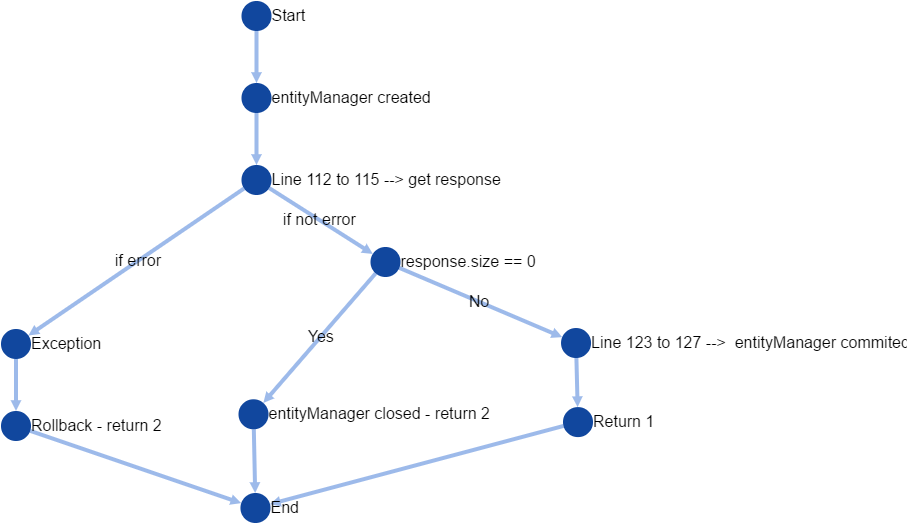 Start
entityManager created
Line 112 to 115 --> get response
if not error
if error
response.size == 0
No
Yes
Exception
Line 123 to 127 --> entityManager commited
entityManager closed - return 2
Return 1
Rollback - return 2
End